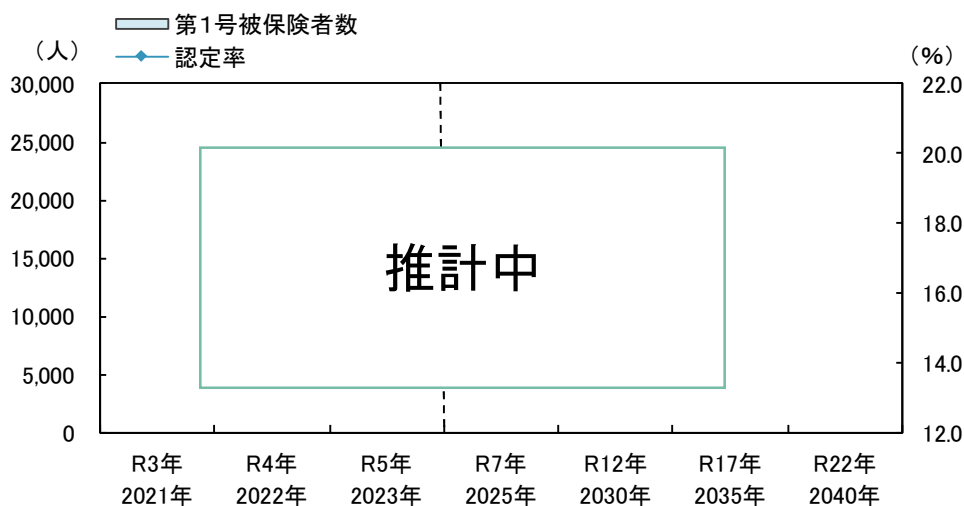 第1号被保険者数
認定率
（人）
（%）
30,000
25,000
20,000
15,000
10,000
5,000
0
22.0
20.0
18.0
16.0
14.0
12.0
推計中
R3年 R4年 R5年 R7年 R12年 R17年 R22年
2021年 2022年 2023年 2025年 2030年 2035年 2040年